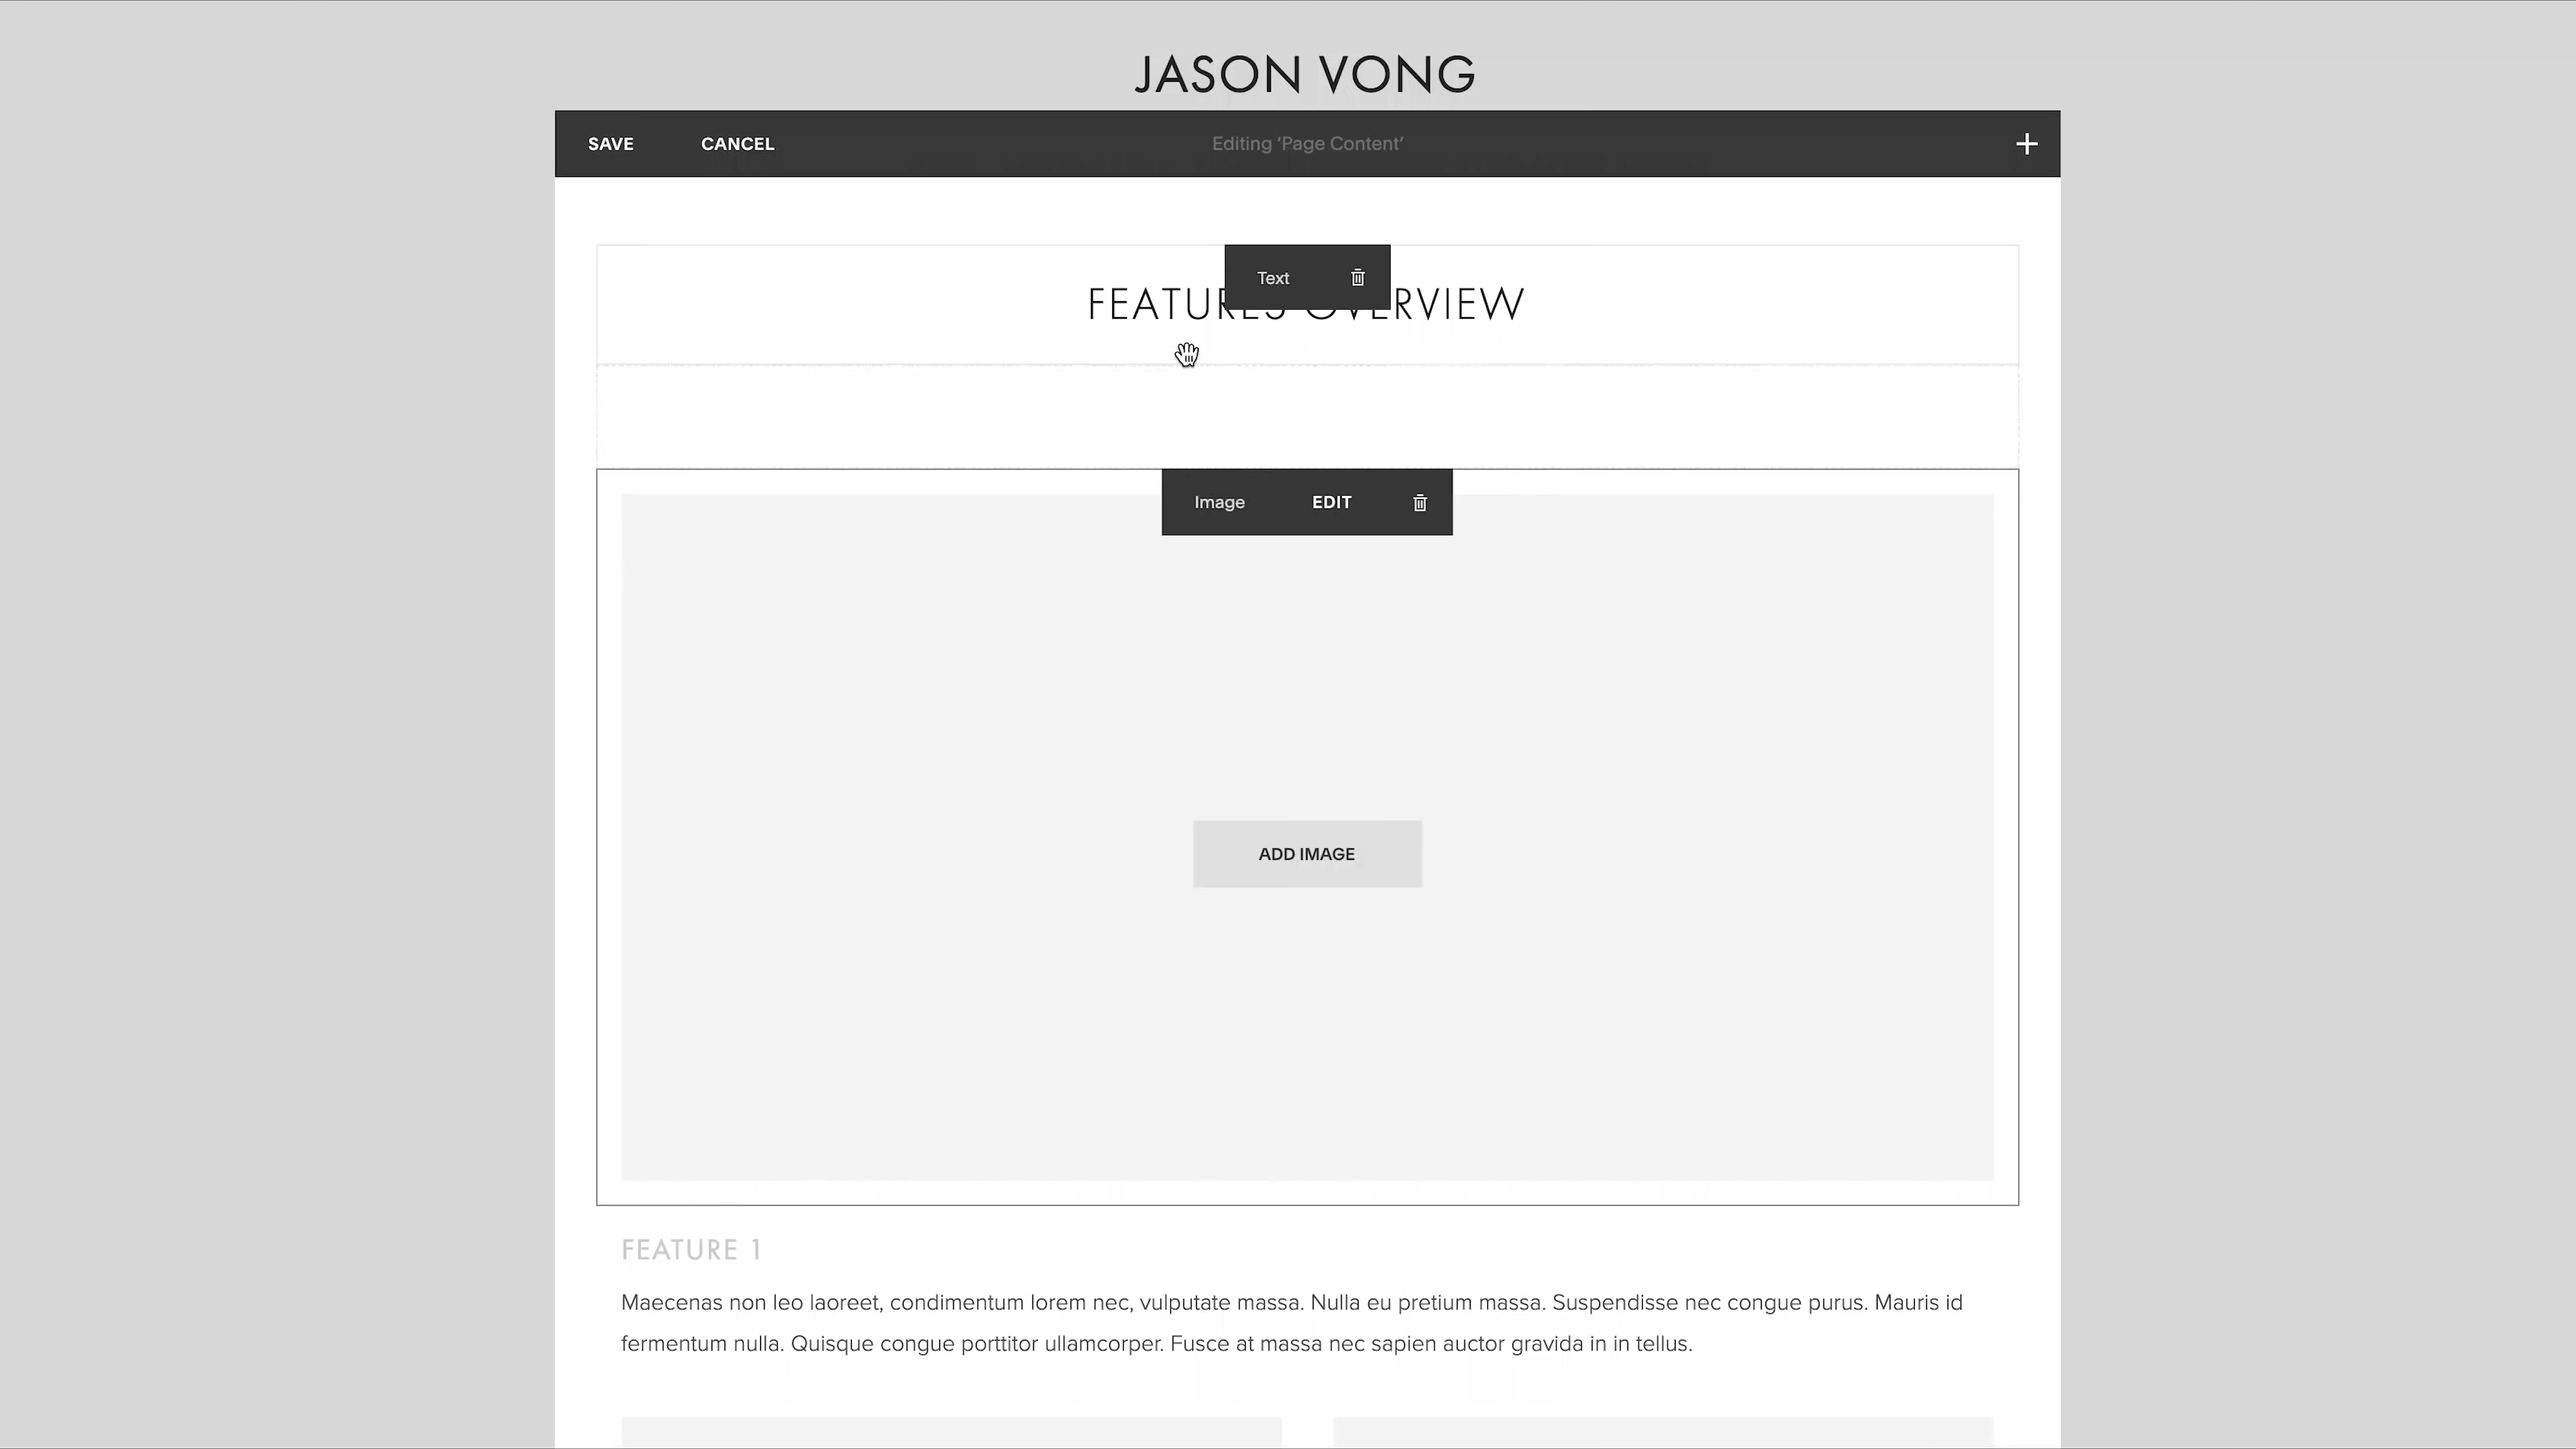 JASON VONG
SAVE CANCEL Editing ‘Page Content’ +
Text
FEATURES OVERVIEW
Image EDIT
ADD IMAGE
FEATURE 1
Maecenas non leo laoreet, condimentum lorem nec, vulputate massa. Nulla eu pretium massa. Suspendisse nec congue purus. Mauris id
fermentum nulla. Quisque congue porttitor ullamcorper. Fusce at massa nec sapien auctor gravida in in tellus.